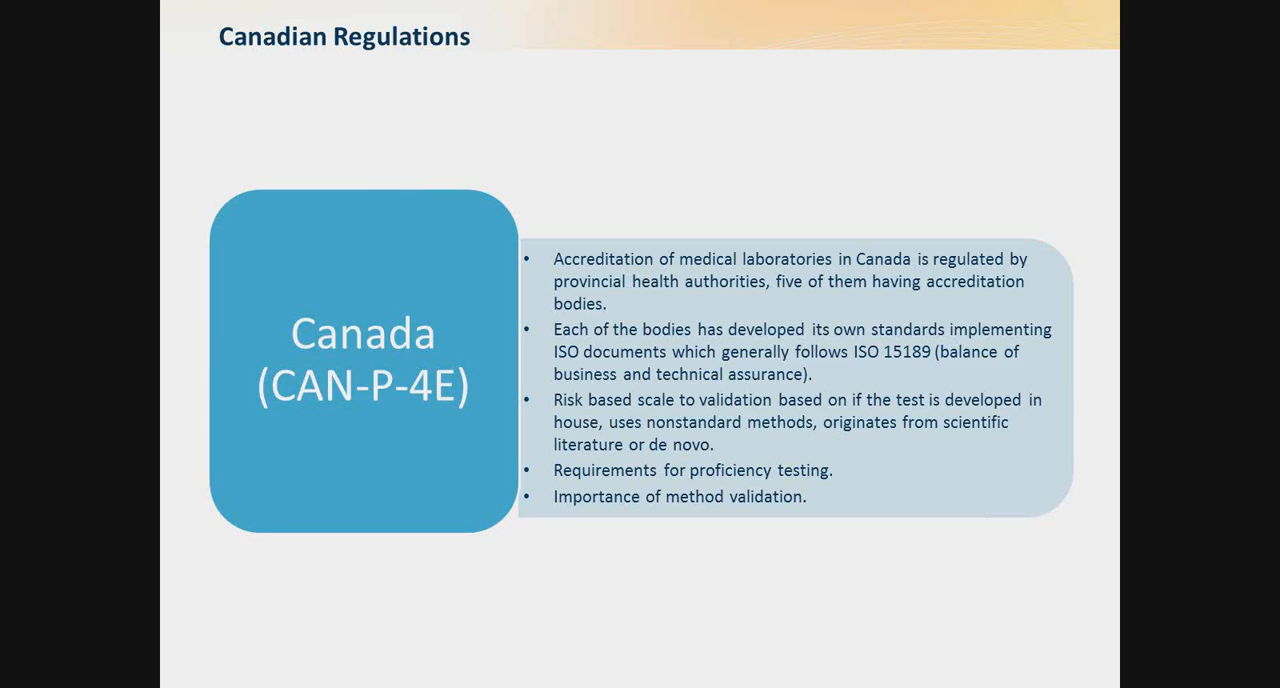 Canadian Regulations
Canada
(CAN-P-4E)
• Accreditation of medical laboratories in Canada is regulated by
provincial health authorities, five of them having accreditation
bodies.
• Each of the bodies has developed its own standards implementing
ISO documents which generally follows ISO 15189 (balance of
business and technical assurance).
• Risk based scale to validation based on if the test is developed in
house, uses nonstandard methods, originates from scientific
literature or de novo.
• Requirements for proficiency testing.
• Importance of method validation.